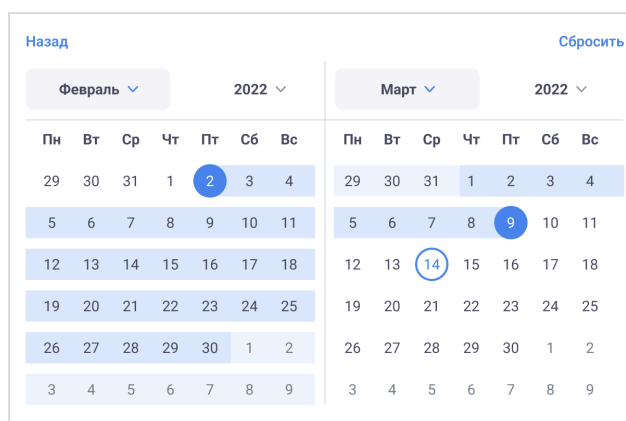 Назад Сбросить
Февраль 2022 Март 2022
Пн Вт Ср Чт Пт Сб Вс Пн Вт Ср Чт Пт Сб Вс
29 30 31 1 2 3 4 29 30 31 1 2 3 4
5 6 7 8 9 10 11 5 6 7 8 9 10 11
12 13 14 15 16 17 18 12 13 14 15 16 17 18
19 20 21 22 23 24 25 19 20 21 22 23 24 25
26 27 28 29 30 1 2 26 27 28 29 30 1 2
3 4 5 6 7 8 9 3 4 5 6 7 8 9